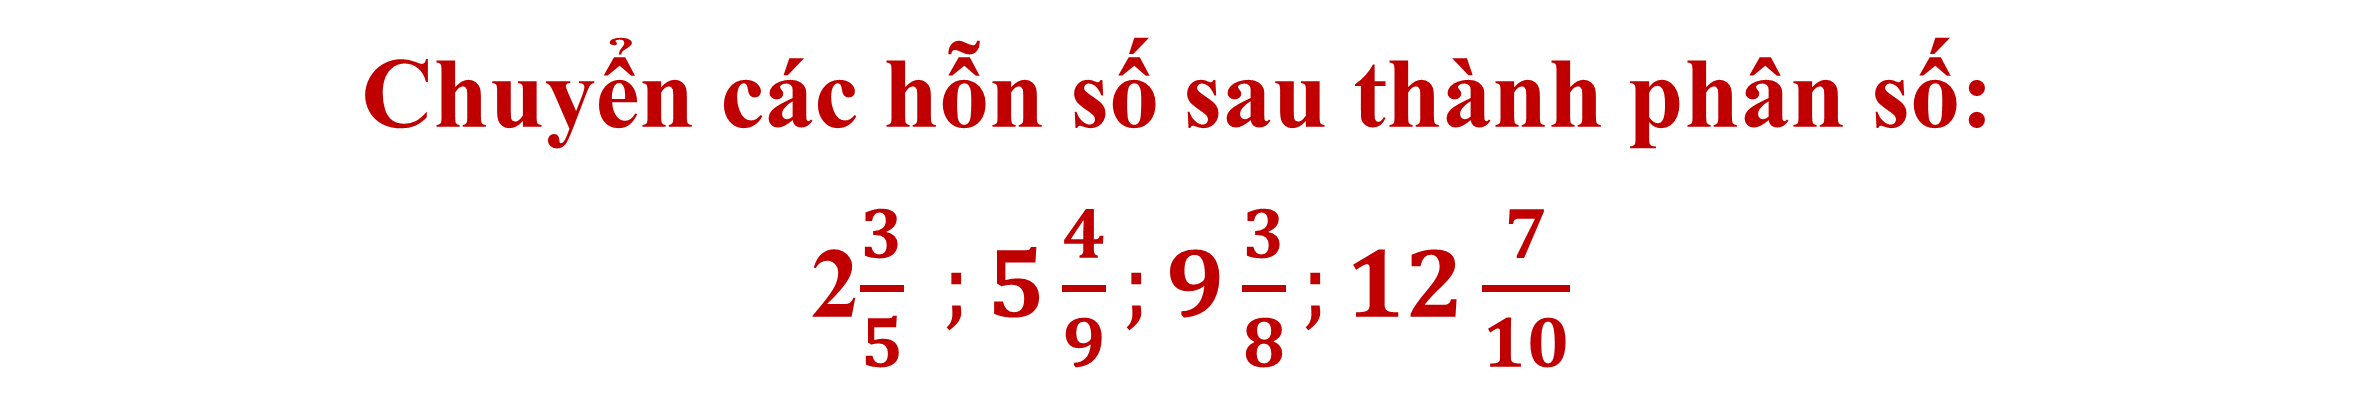 Chuyển các hỗn số sau thành phân số:
2 3/5 ; 5 4/9 ; 9 3/8 ; 12 7/10